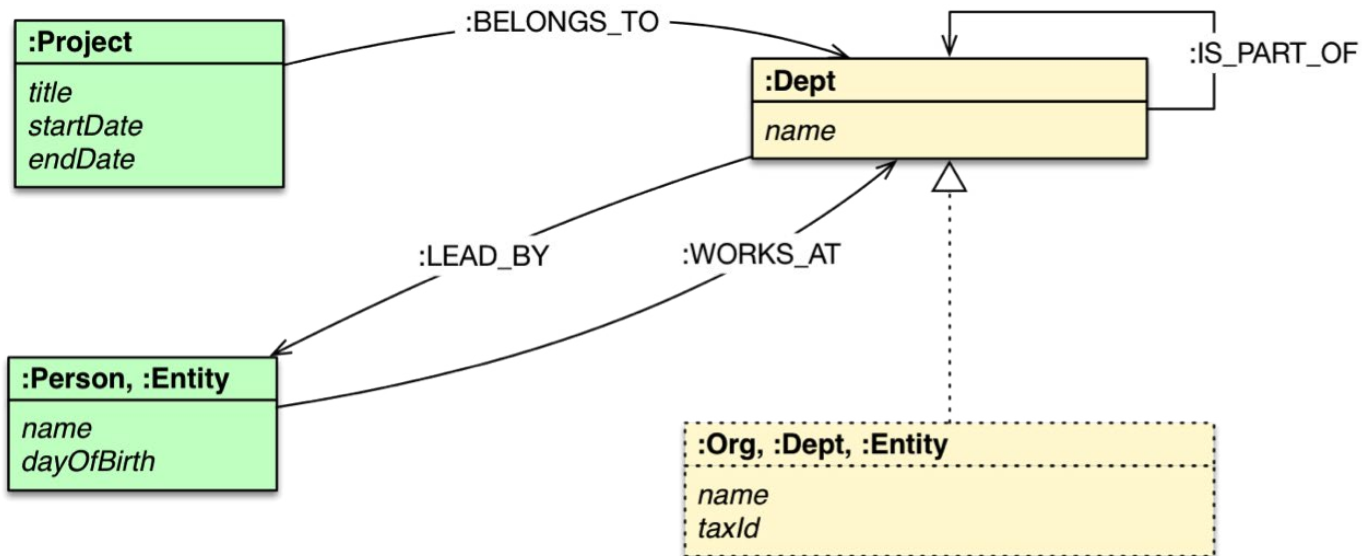 :BELONGS_TO
:Project
title
startDate
endDate
:IS_PART_OF
:Dept
name
:LEAD_BY
:WORKS_AT
:Person, :Entity
name
dayOfBirth
:Org, :Dept, :Entity
name
taxId